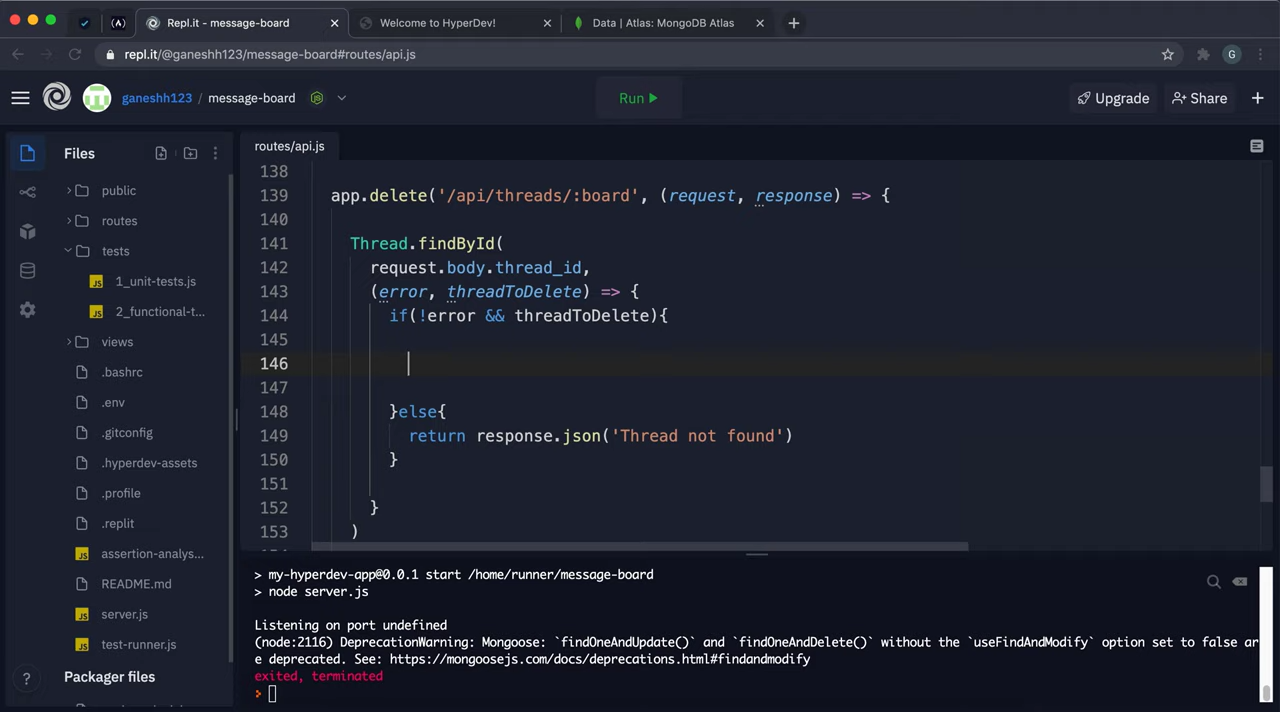 Repl.it - message-board
Welcome to HyperDev!
Data | Atlas: MongoDB Atlas
repl.it/@ganeshh123/message-board#routes/api.js
G
ganeshh123 / message-board
Run
Upgrade
Share
Files
public
routes
tests
1_unit-tests.js
2_functional-t...
views
.bashrc
.env
.gitconfig
.hyperdev-assets
.profile
.replit
assertion-analys...
README.md
server.js
test-runner.js
Packager files
routes/api.js
138
139 app.delete('/api/threads/:board', (request, response) => {
140
141 Thread.findById(
142 request.body.thread_id,
143 (error, threadToDelete) => {
144 if(!error && threadToDelete){
145
146
147
148 }else{
149 return response.json('Thread not found')
150 }
151
152 }
153 )
> my-hyperdev-app@0.0.1 start /home/runner/message-board
> node server.js
Listening on port undefined
(node:2116) DeprecationWarning: Mongoose: `findOneAndUpdate()` and `findOneAndDelete()` without the `useFindAndModify` option set to false ar
e deprecated. See: https://mongoosejs.com/docs/deprecations.html#findandmodify
exited, terminated